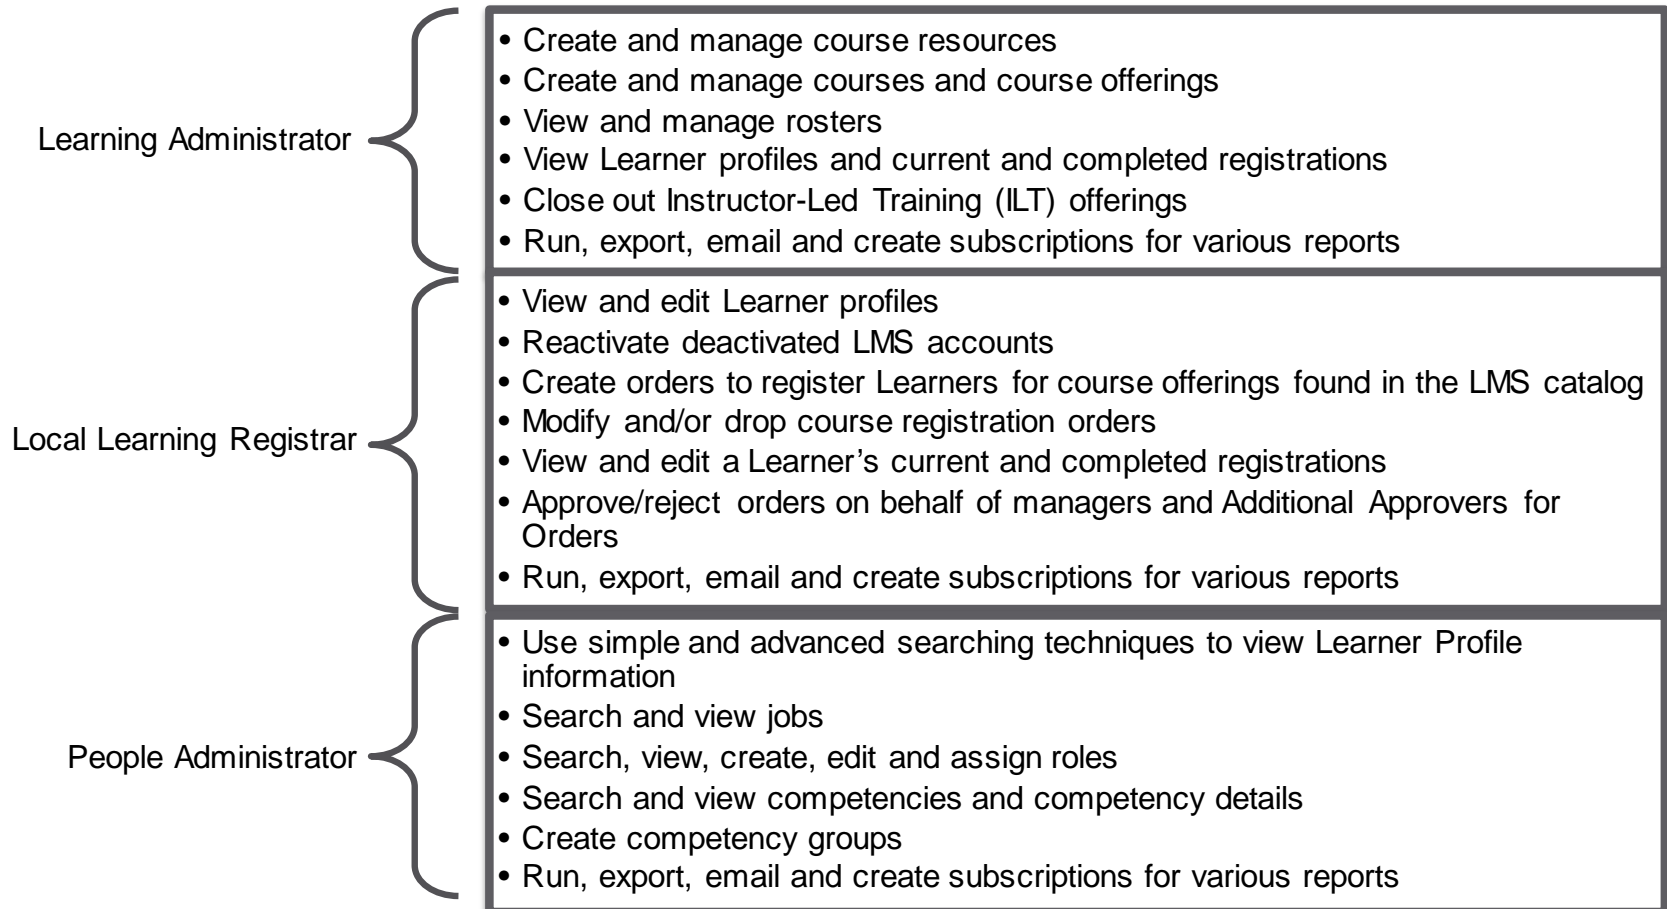 Learning Administrator
• Create and manage course resources
• Create and manage courses and course offerings
• View and manage rosters
• View Learner profiles and current and completed registrations
• Close out Instructor-Led Training (ILT) offerings
• Run, export, email and create subscriptions for various reports
Local Learning Registrar
• View and edit Learner profiles
• Reactivate deactivated LMS accounts
• Create orders to register Learners for course offerings found in the LMS catalog
• Modify and/or drop course registration orders
• View and edit a Learner’s current and completed registrations
• Approve/reject orders on behalf of managers and Additional Approvers for
Orders
• Run, export, email and create subscriptions for various reports
People Administrator
• Use simple and advanced searching techniques to view Learner Profile
information
• Search and view jobs
• Search, view, create, edit and assign roles
• Search and view competencies and competency details
• Create competency groups
• Run, export, email and create subscriptions for various reports